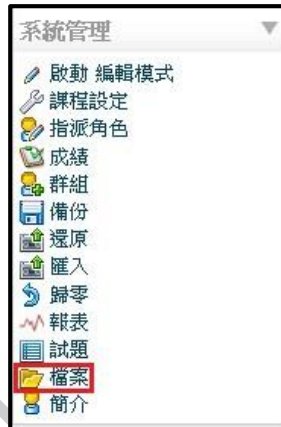 系統管理
啟動 編輯模式
課程設定
指派角色
成績
群組
備份
還原
匯入
歸零
報表
試題
檔案
簡介